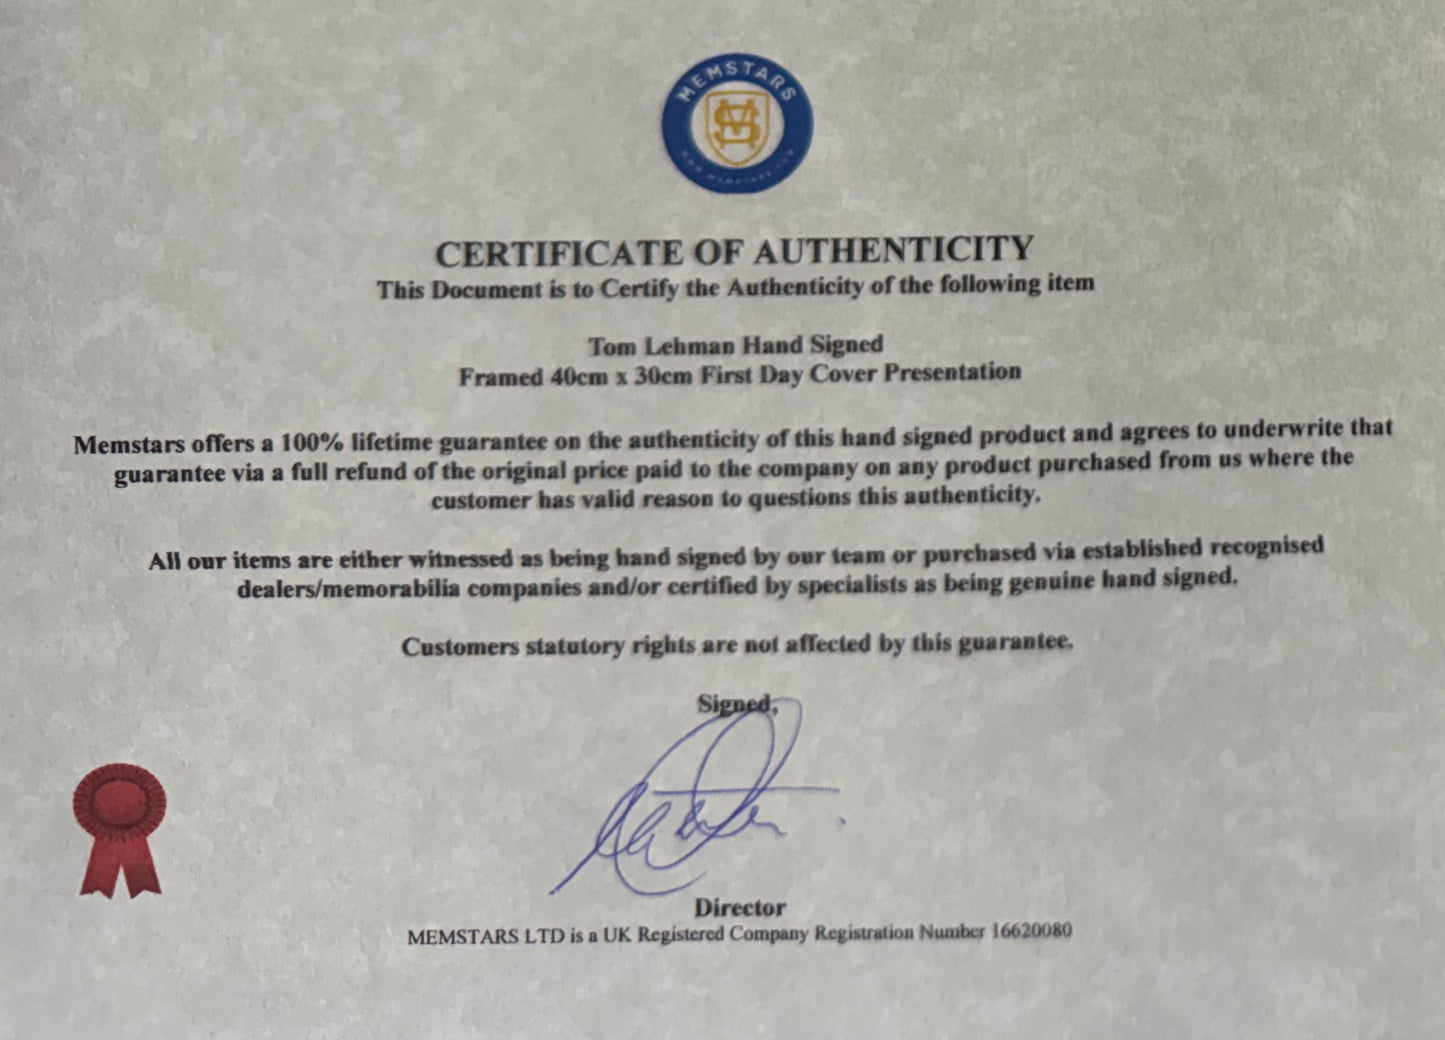 MEMSTARS
MS
CERTIFICATE OF AUTHENTICITY
This Document is to Certify the Authenticity of the following item
Tom Lehman Hand Signed
Framed 40cm x 30cm First Day Cover Presentation
Memstars offers a 100% lifetime guarantee on the authenticity of this hand signed product and agrees to underwrite that
guarantee via a full refund of the original price paid to the company on any product purchased from us where the
customer has valid reason to questions this authenticity.
All our items are either witnessed as being hand signed by our team or purchased via established recognised
dealers/memorabilia companies and/or certified by specialists as being genuine hand signed.
Customers statutory rights are not affected by this guarantee.
Signed,
Director
MEMSTARS LTD is a UK Registered Company Registration Number 16620080